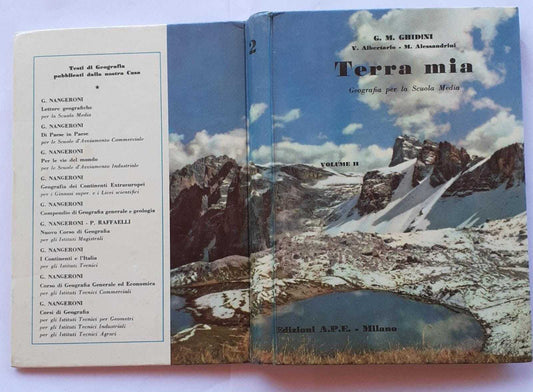 Testi di Geografia
pubblicati dalla nostra Casa
*
G. NANGERONI
Letture geografiche
per la Scuola Media
G. NANGERONI
Di Paese in Paese
per le Scuole d'Avviamento Commerciale
G. NANGERONI
Per le vie del mondo
per le Scuole d'Avviamento Industriale
G. NANGERONI
Geografia dei Continenti Extraeuropei
per i Ginnasi super. e i Licei scientifici
G. NANGERONI
Compendio di Geografia generale e geologia
G. NANGERONI - P. RAFFAELLI
Nuovo Corso di Geografia
per gli Istituti Magistrali
G. NANGERONI
I Continenti e l'Italia
per gli Istituti Tecnici
G. NANGERONI
Corso di Geografia Generale ed Economica
per gli Istituti Tecnici Commerciali
G. NANGERONI
Corsi di Geografia
per gli Istituti Tecnici per Geometri
per gli Istituti Tecnici Industriali
per gli Istituti Tecnici Agrari
2
G. M. GHIDINI
V. Albertario - M. Alessandrini
Terra mia
Geografia per la Scuola Media
VOLUME II
Edizioni A.P.E. - Milano